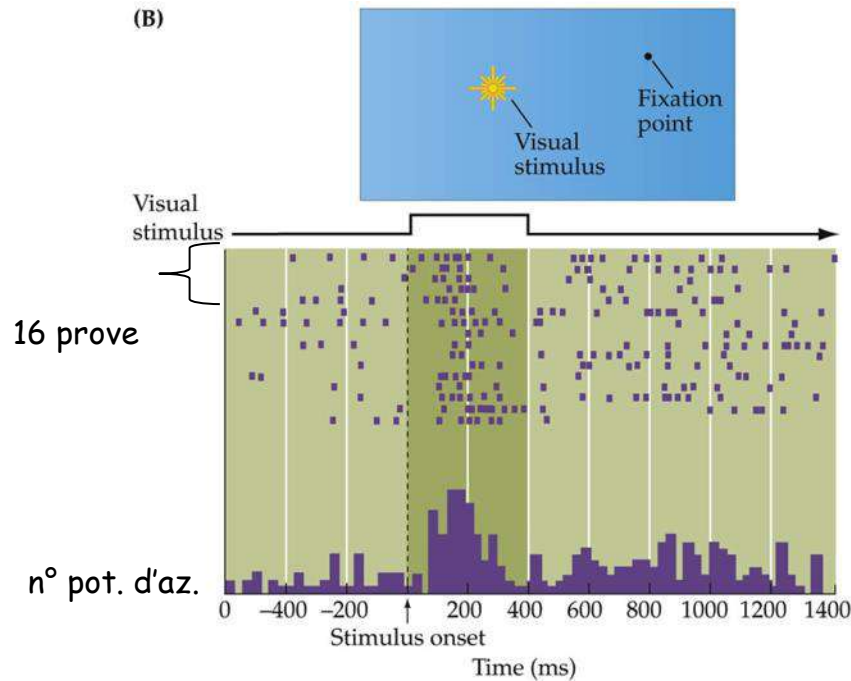 (B)
Fixation
point
Visual
stimulus
Visual
stimulus
16 prove
n° pot. d'az.
0 –400 –200 200 400 600 800 1000 1200 1400
Stimulus onset
Time (ms)